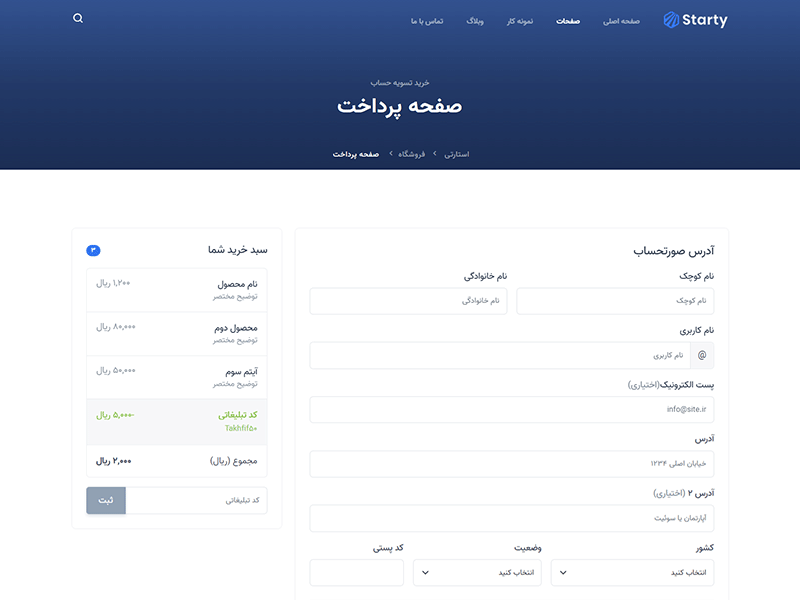 Starty
صفحه اصلی
صفحات
نمونه کار
وبلاگ
تماس با ما
خرید تسویه حساب
صفحه پرداخت
استارتی
فروشگاه
صفحه پرداخت
آدرس صورتحساب
نام کوچک
نام کوچک
نام خانوادگی
نام خانوادگی
نام کاربری
@ نام کاربری
پست الکترونیک(اختیاری)
info@site.ir
آدرس
خیابان اصلی ۱۲۳۴
آدرس ۲ (اختیاری)
آپارتمان یا سوئیت
کشور
انتخاب کنید
وضعیت
انتخاب کنید
کد پستی
سبد خرید شما ۳
نام محصول ۱,۲۰۰ ریال
توضیح مختصر
محصول دوم ۸۰,۰۰۰ ریال
توضیح مختصر
آیتم سوم ۵۰,۰۰۰ ریال
توضیح مختصر
کد تبلیغاتی -۵,۰۰۰ ریال
Takhfif۵۰
مجموع (ریال) ۲,۰۰۰ ریال
کد تبلیغاتی ثبت